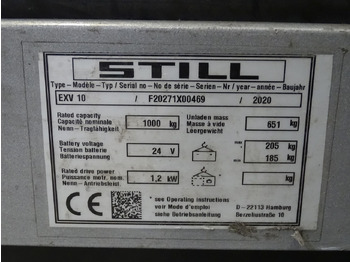 STILL
Type-Modèle-Typ / Serial no-No de série-Serien-Nr / year-année-Baujahr
EXV 10 / F20271X00469 / 2020
Rated capacity
Capacité nominale
Nenn-Tragfähigkeit
1000 kg
Unladen mass
Masse à vide
Leergewicht
651 kg
Battery voltage
Tension batterie
Batteriespannung
24 V
205 kg
185 kg
Rated drive power
Puissance motr. nom.
Nenn-Antriebsleist.
1,2 kW
kg
CE
* see Operating instructions
voir Mode d'emploi
siehe Betriebsanleitung
D-22113 Hamburg
Berzeliusstraße 10